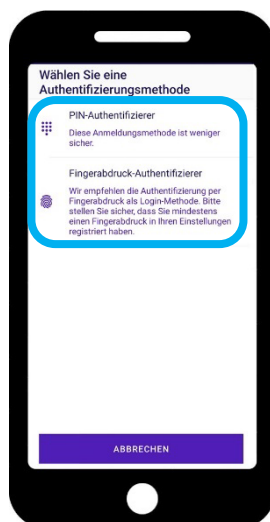 Wählen Sie eine
Authentifizierungsmethode
PIN-Authentifizierer
Diese Anmeldungsmethode ist weniger
sicher.
Fingerabdruck-Authentifizierer
Wir empfehlen die Authentifizierung per
Fingerabdruck als Login-Methode. Bitte
stellen Sie sicher, dass Sie mindestens
einen Fingerabdruck in Ihren Einstellungen
registriert haben.
ABBRECHEN